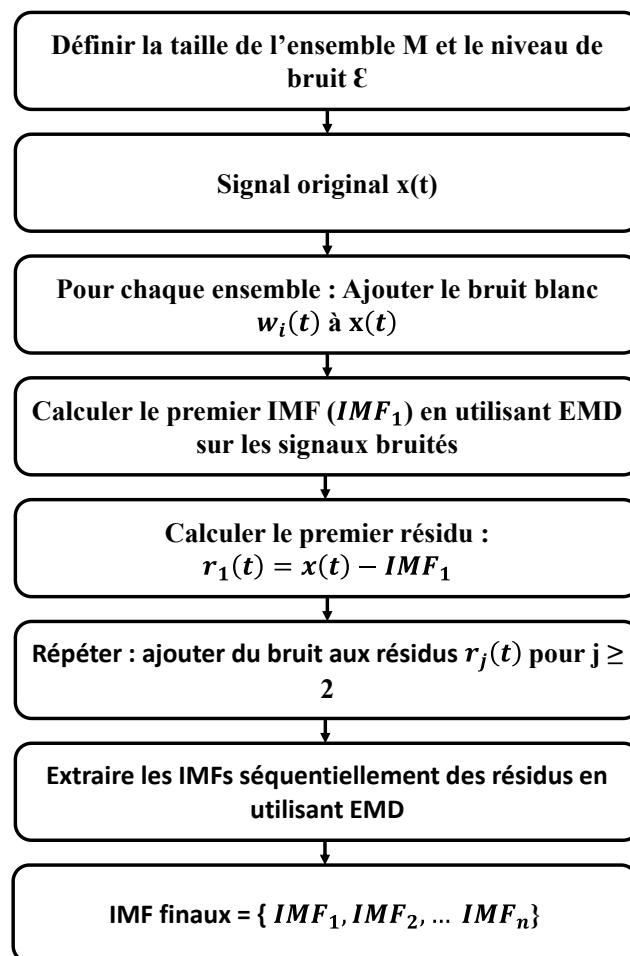 Définir la taille de l’ensemble M et le niveau de
bruit Ɛ
Signal original x(t)
Pour chaque ensemble : Ajouter le bruit blanc
𝒘ᵢ(𝒕) à x(𝒕)
Calculer le premier IMF (𝑰𝑴𝑭₁) en utilisant EMD
sur les signaux bruités
Calculer le premier résidu :
𝒓₁(𝒕) = 𝒙(𝒕) − 𝑰𝑴𝑭₁
Répéter : ajouter du bruit aux résidus 𝒓ⱼ(𝒕) pour j ≥
2
Extraire les IMFs séquentiellement des résidus en
utilisant EMD
IMF finaux = { 𝑰𝑴𝑭₁, 𝑰𝑴𝑭₂, … 𝑰𝑴𝑭ₙ}